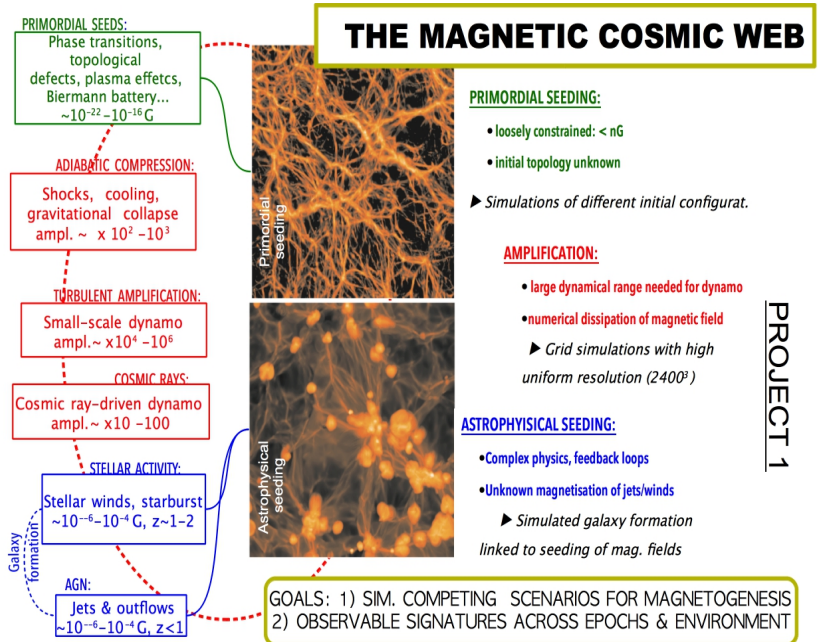 THE MAGNETIC COSMIC WEB
PRIMORDIAL SEEDS:
Phase transitions,
topological
defects, plasma effetcs,
Biermann battery...
~10⁻²² –10⁻¹⁶ G
ADIABATIC COMPRESSION:
Shocks, cooling,
gravitational collapse
ampl. ~ x 10² –10³
TURBULENT AMPLIFICATION:
Small-scale dynamo
ampl.~ x10⁴ –10⁶
COSMIC RAYS:
Cosmic ray-driven dynamo
ampl.~ x10 –100
STELLAR ACTIVITY:
Stellar winds, starburst
~10⁻⁻⁶–10⁻⁴ G, z~1–2
Galaxy
formation
AGN:
Jets & outflows
~10⁻⁻⁶–10⁻⁴ G, z<1
Primordial
seeding
Astrophysical
seeding
PRIMORDIAL SEEDING:
•loosely constrained: < nG
•initial topology unknown
▶ Simulations of different initial configurat.
AMPLIFICATION:
• large dynamical range needed for dynamo
•numerical dissipation of magnetic field
▶ Grid simulations with high
uniform resolution (2400³ )
ASTROPHYISICAL SEEDING:
•Complex physics, feedback loops
•Unknown magnetisation of jets/winds
▶ Simulated galaxy formation
linked to seeding of mag. fields
PROJECT 1
GOALS: 1) SIM. COMPETING SCENARIOS FOR MAGNETOGENESIS
2) OBSERVABLE SIGNATURES ACROSS EPOCHS & ENVIRONMENT